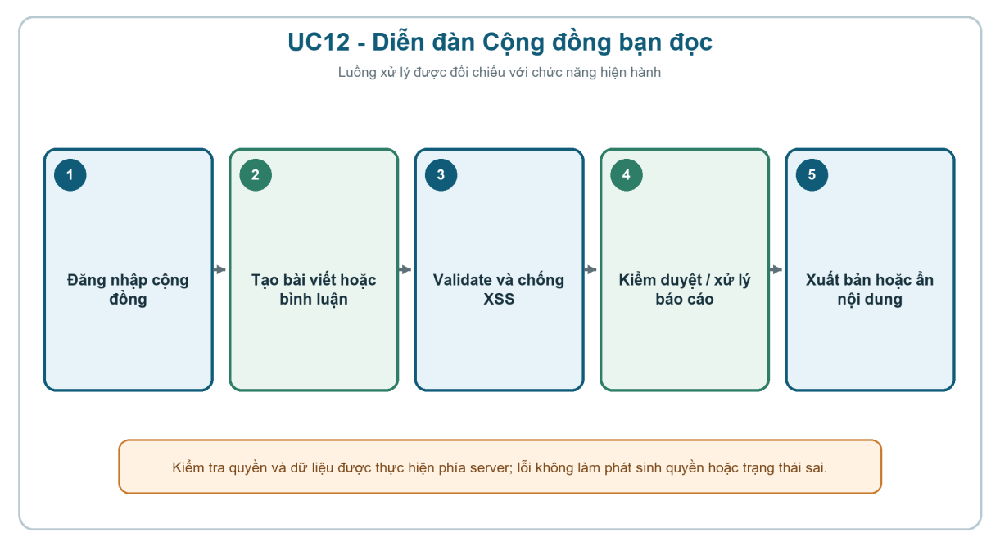 UC12 - Diễn đàn Cộng đồng bạn đọc
Luồng xử lý được đối chiếu với chức năng hiện hành
1
Đăng nhập cộng
đồng
2
Tạo bài viết hoặc
bình luận
3
Validate và chống
XSS
4
Kiểm duyệt / xử lý
báo cáo
5
Xuất bản hoặc ẩn
nội dung
Kiểm tra quyền và dữ liệu được thực hiện phía server; lỗi không làm phát sinh quyền hoặc trạng thái sai.